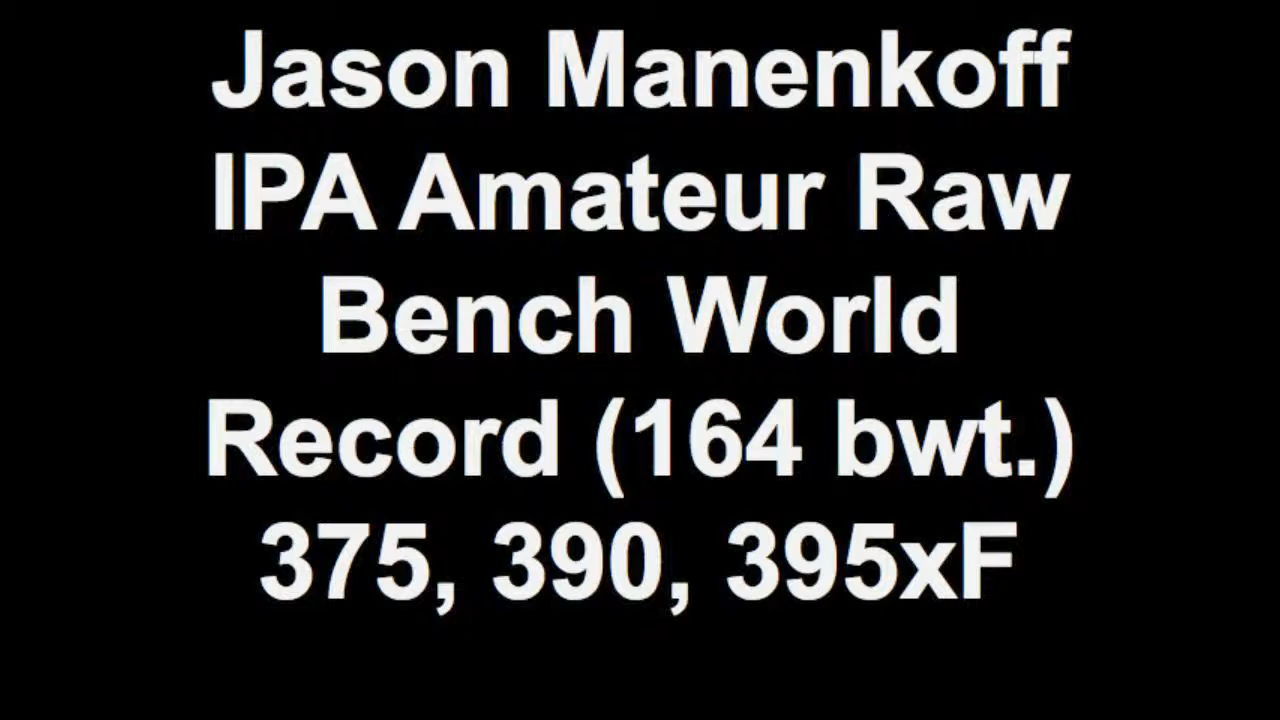 Jason Manenkoff
IPA Amateur Raw
Bench World
Record (164 bwt.)
375, 390, 395xF